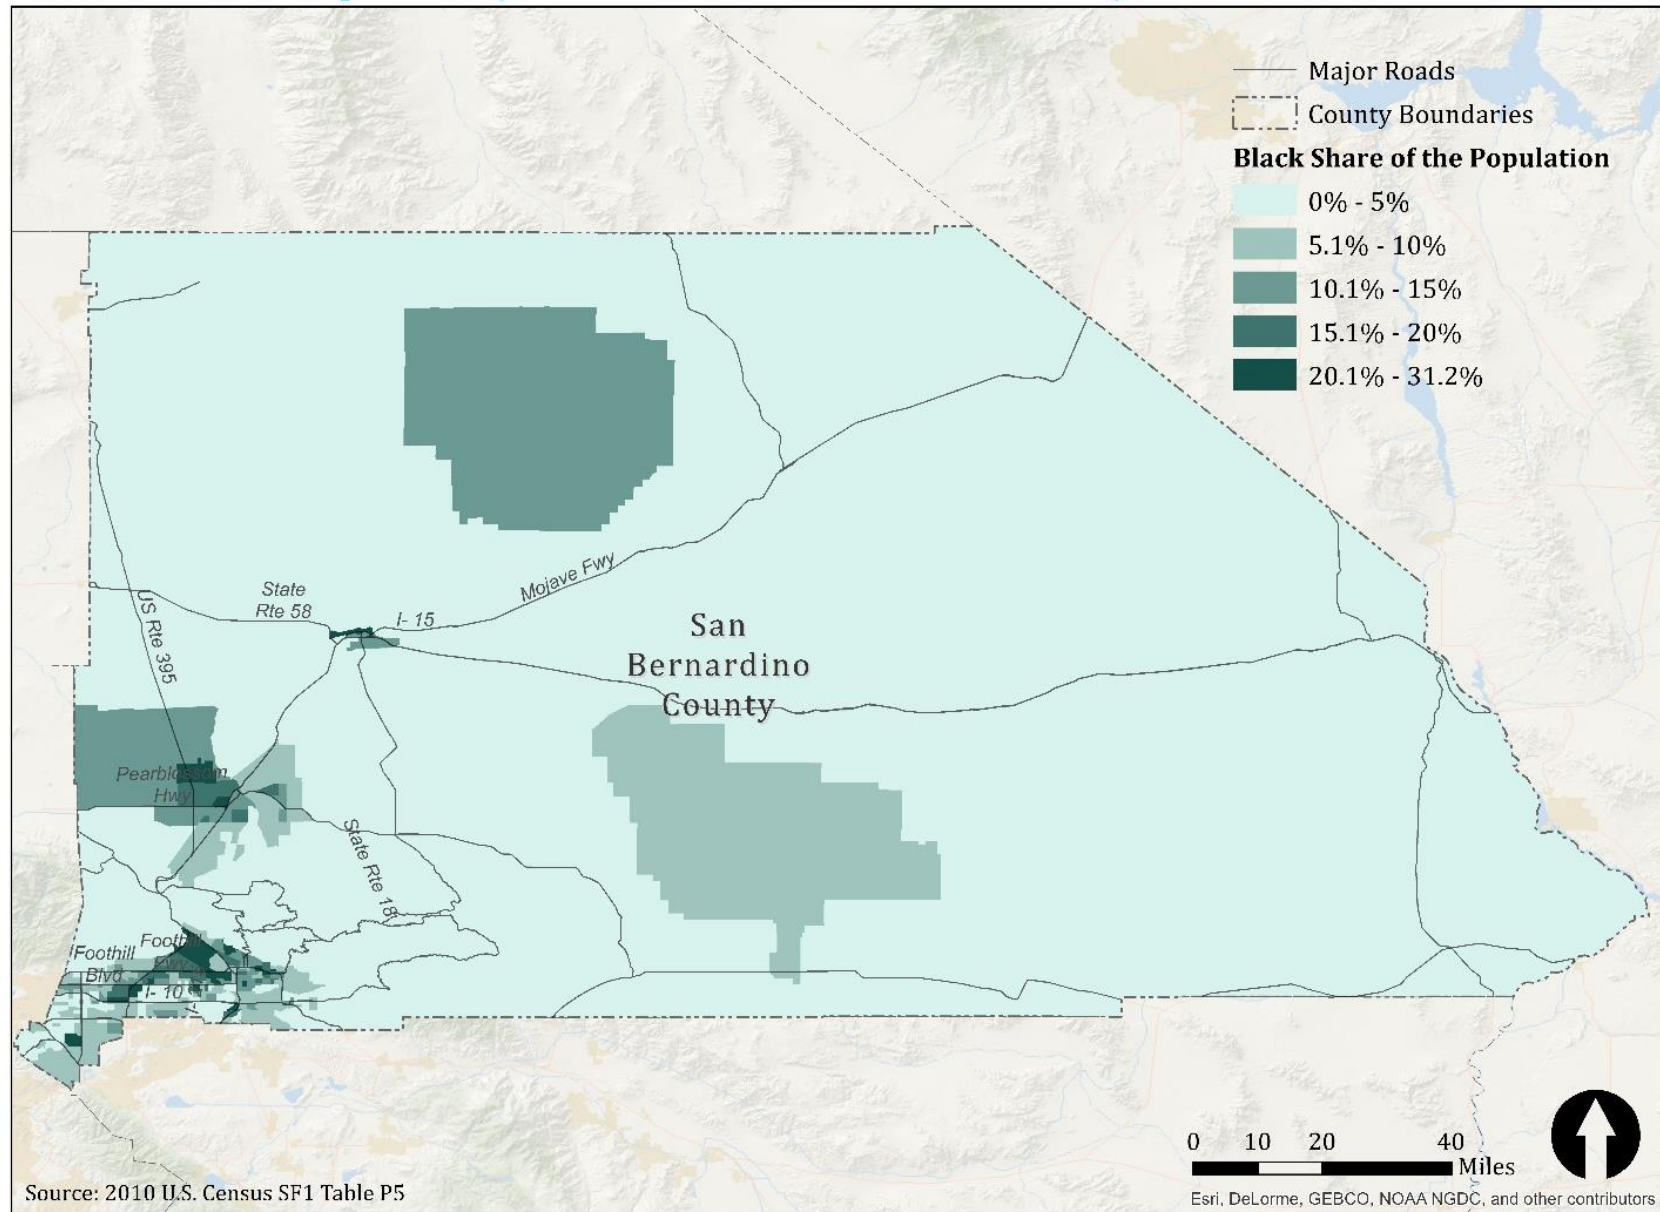 Major Roads
County Boundaries
Black Share of the Population
0% - 5%
5.1% - 10%
10.1% - 15%
15.1% - 20%
20.1% - 31.2%
State
Rte 58
I- 15
Mojave Fwy
US Rte 395
San
Bernardino
County
Pearblossom
Hwy
State Rte 18
Foothill
Blvd
Foothill
Fwy
I- 10
0 10 20 40
Miles
Source: 2010 U.S. Census SF1 Table P5
Esri, DeLorme, GEBCO, NOAA NGDC, and other contributors